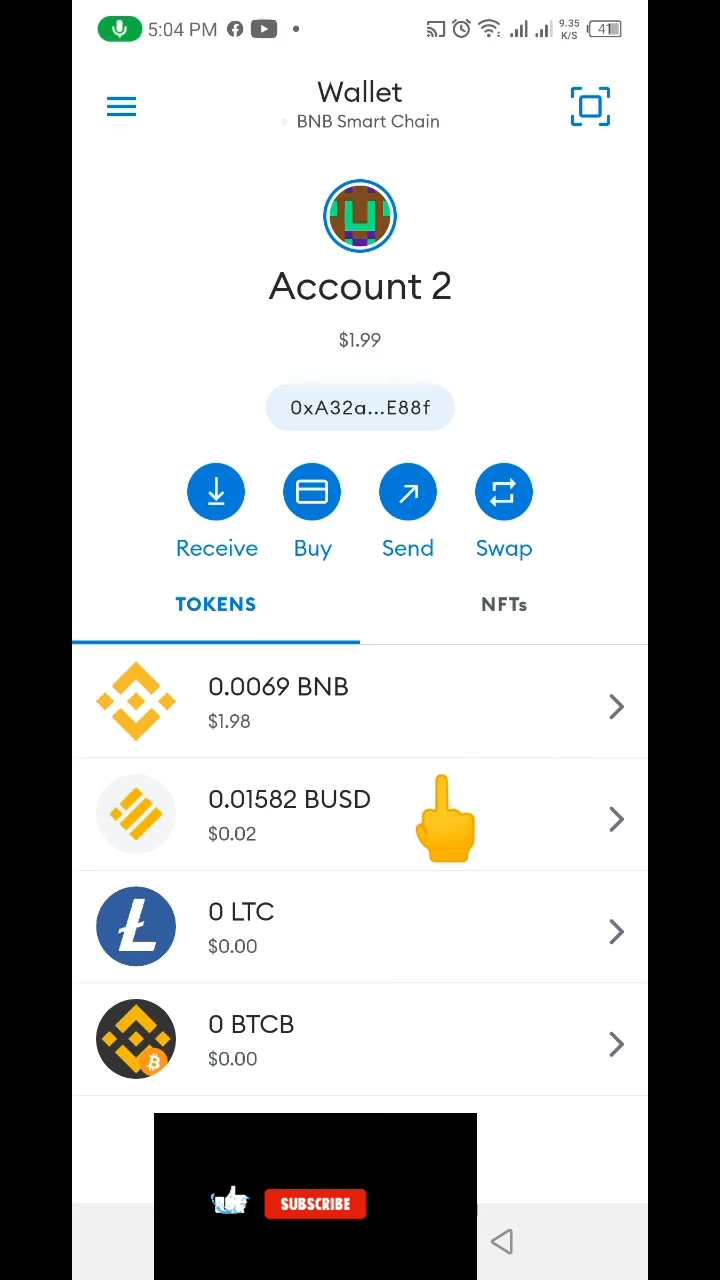 5:04 PM
9.35
K/S
41
Wallet
BNB Smart Chain
Account 2
$1.99
0xA32a...E88f
Receive Buy Send Swap
TOKENS NFTs
0.0069 BNB
$1.98
0.01582 BUSD
$0.02
0 LTC
$0.00
0 BTCB
$0.00
SUBSCRIBE